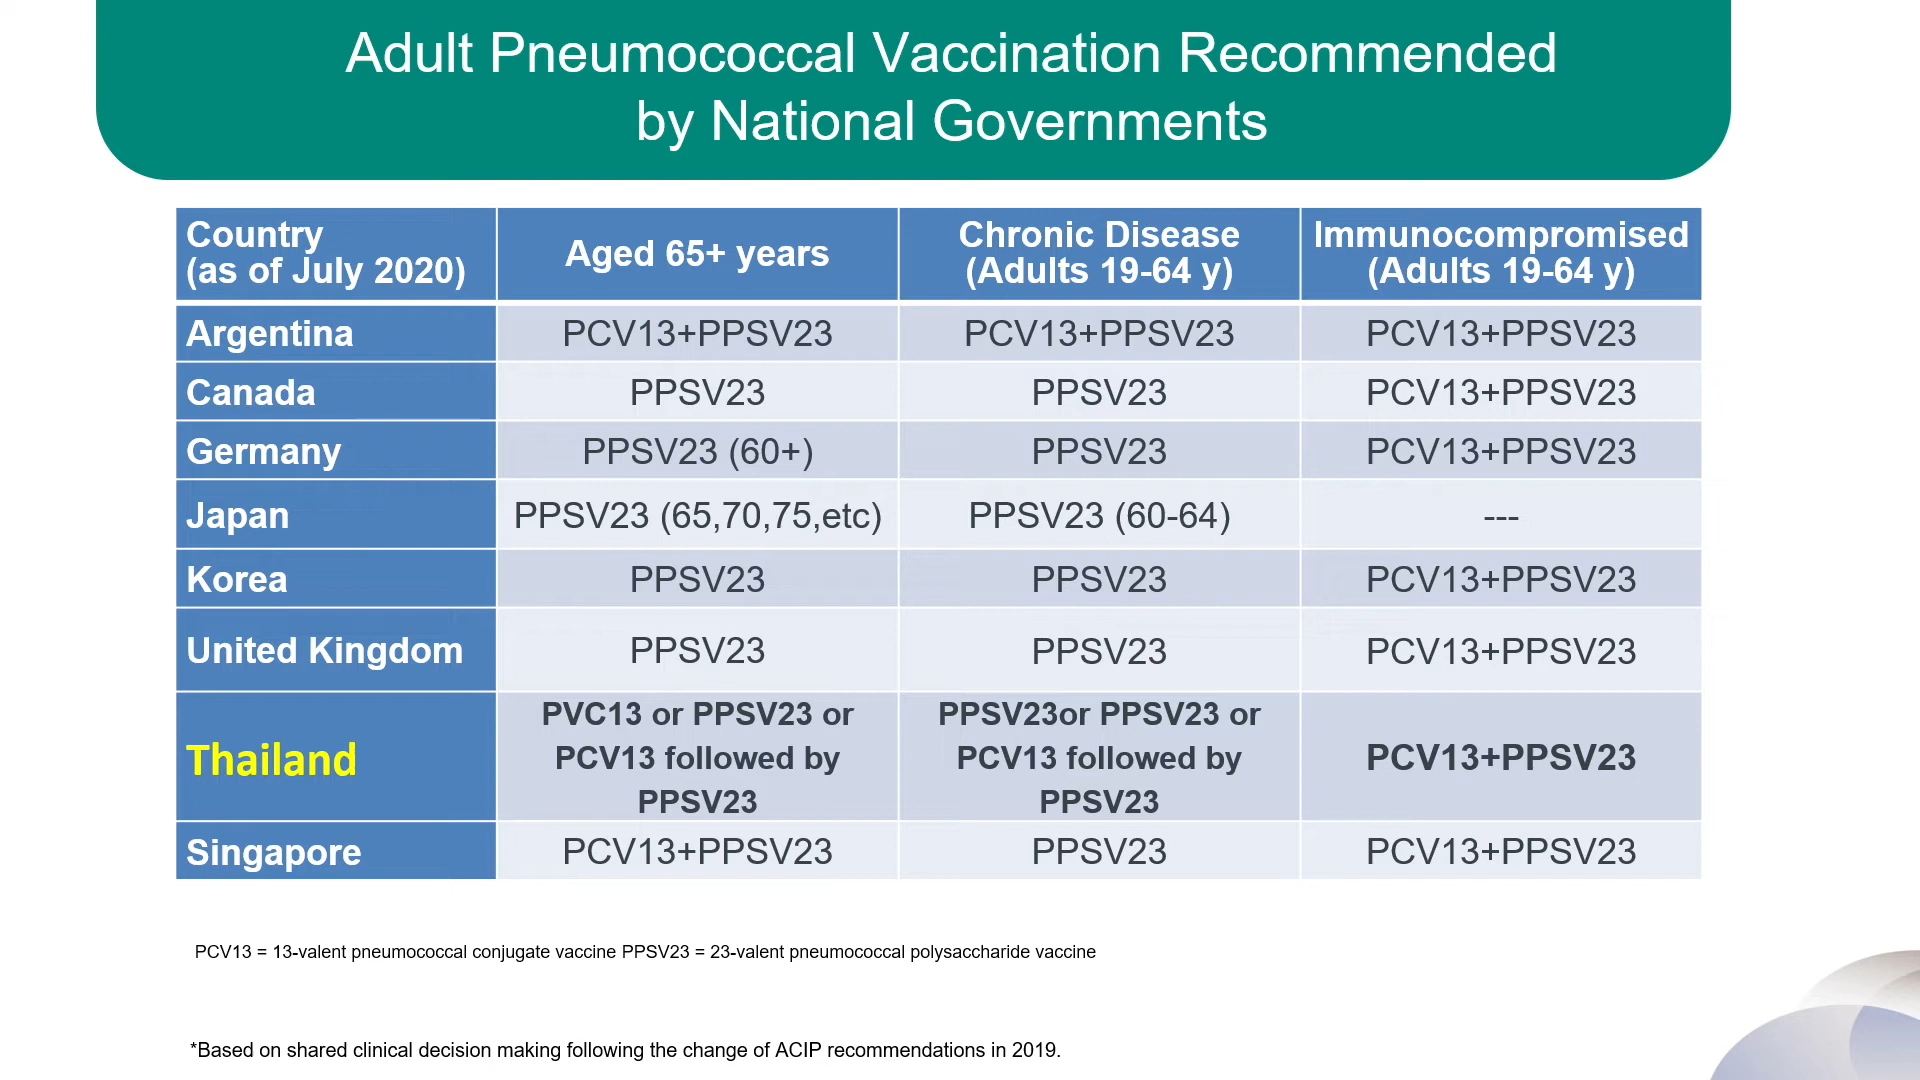 Adult Pneumococcal Vaccination Recommended
by National Governments
Country
(as of July 2020)
Aged 65+ years
Chronic Disease
(Adults 19-64 y)
Immunocompromised
(Adults 19-64 y)
Argentina
PCV13+PPSV23
PCV13+PPSV23
PCV13+PPSV23
Canada
PPSV23
PPSV23
PCV13+PPSV23
Germany
PPSV23 (60+)
PPSV23
PCV13+PPSV23
Japan
PPSV23 (65,70,75,etc)
PPSV23 (60-64)
---
Korea
PPSV23
PPSV23
PCV13+PPSV23
United Kingdom
PPSV23
PPSV23
PCV13+PPSV23
Thailand
PVC13 or PPSV23 or
PCV13 followed by
PPSV23
PPSV23or PPSV23 or
PCV13 followed by
PPSV23
PCV13+PPSV23
Singapore
PCV13+PPSV23
PPSV23
PCV13+PPSV23
PCV13 = 13-valent pneumococcal conjugate vaccine PPSV23 = 23-valent pneumococcal polysaccharide vaccine
*Based on shared clinical decision making following the change of ACIP recommendations in 2019.